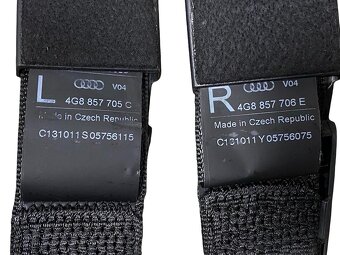 L V04
4G8 857 705 C
Made in Czech Republic
C131011S05756115
R V04
4G8 857 706 E
Made in Czech Republic
C131011Y05756075